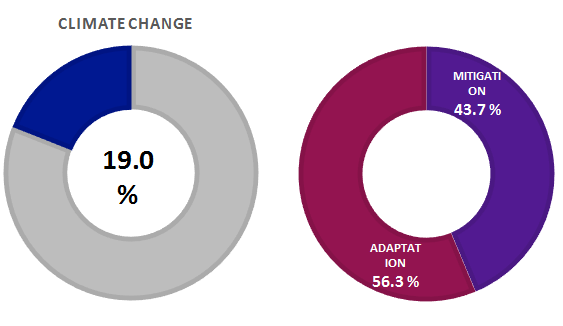 CLIMATE CHANGE
19.0
%
MITIGATI
ON
43.7 %
ADAPTAT
ION
56.3 %